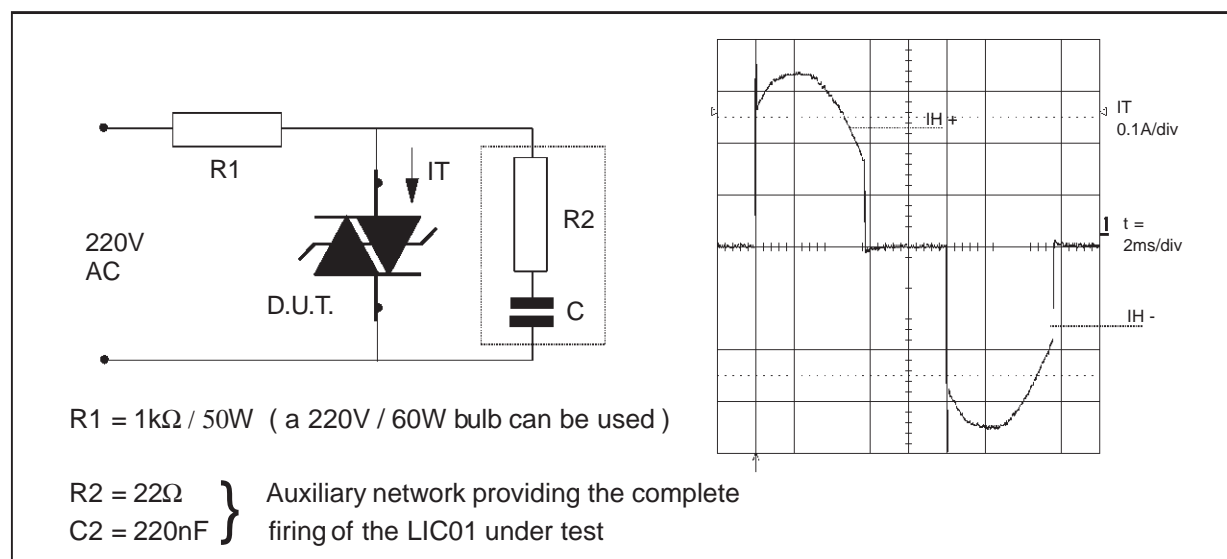 R1
IT
R2
220V
AC
D.U.T.
C
R1 = 1kΩ / 50W ( a 220V / 60W bulb can be used )
R2 = 22Ω } Auxiliary network providing the complete
C2 = 220nF firing of the LIC01 under test
IH +
IT
0.1A/div
1 t =
2ms/div
IH -